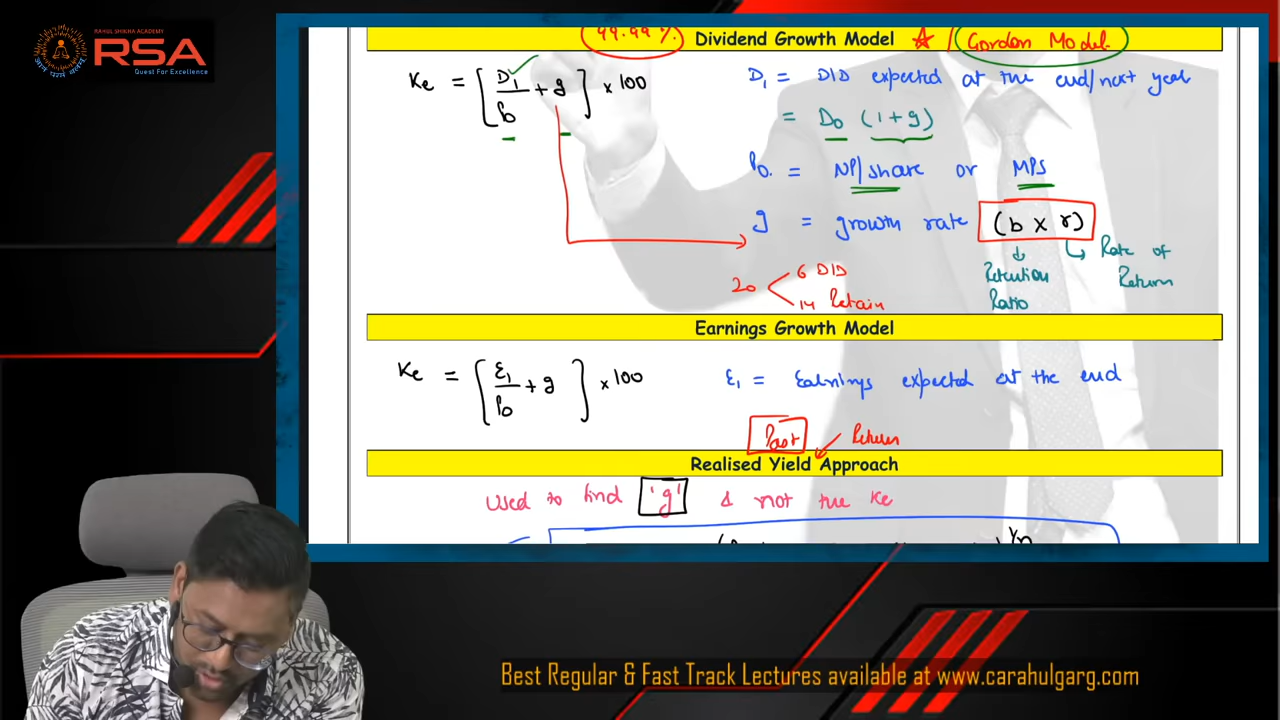 RAHUL SHIKHA ACADEMY
RSA
Quest For Excellence
99.99 %
Dividend Growth Model ☆ / Gordon Model
Ke = [ D₁/P₀ + g ] × 100
D₁ = DID expected at the end/next year
= D₀ (1 + g)
P₀ = NP/share or MPS
g = growth rate (b × r)
Retention Ratio
Rate of Return
20
6 DID
14 Retain
Earnings Growth Model
Ke = [ E₁/P₀ + g ] × 100
E₁ = Earnings expected at the end
Past
Return
Realised Yield Approach
Used to find 'g' & not the Ke
1/n
Best Regular & Fast Track Lectures available at www.carahulgarg.com